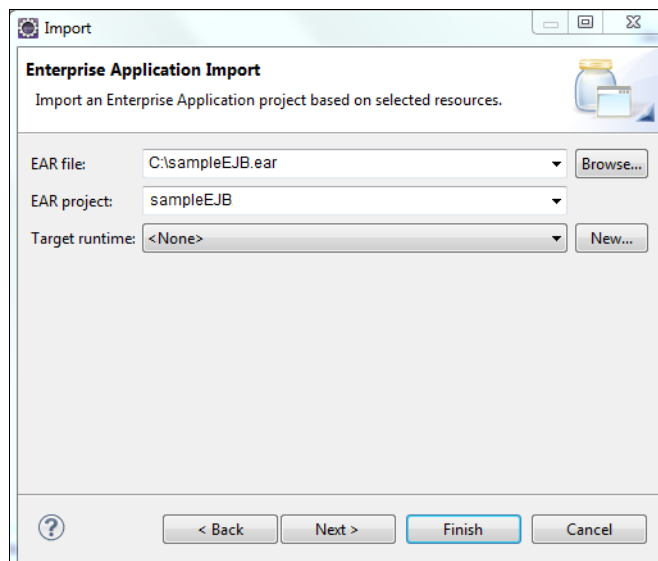 Import
Enterprise Application Import
Import an Enterprise Application project based on selected resources.
EAR file: C:\sampleEJB.ear Browse...
EAR project: sampleEJB
Target runtime: <None> New...
? < Back Next > Finish Cancel